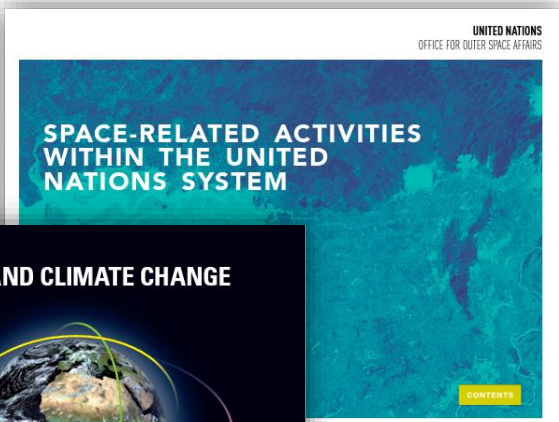 UNITED NATIONS
OFFICE FOR OUTER SPACE AFFAIRS
SPACE-RELATED ACTIVITIES
WITHIN THE UNITED
NATIONS SYSTEM
AND CLIMATE CHANGE
CONTENTS